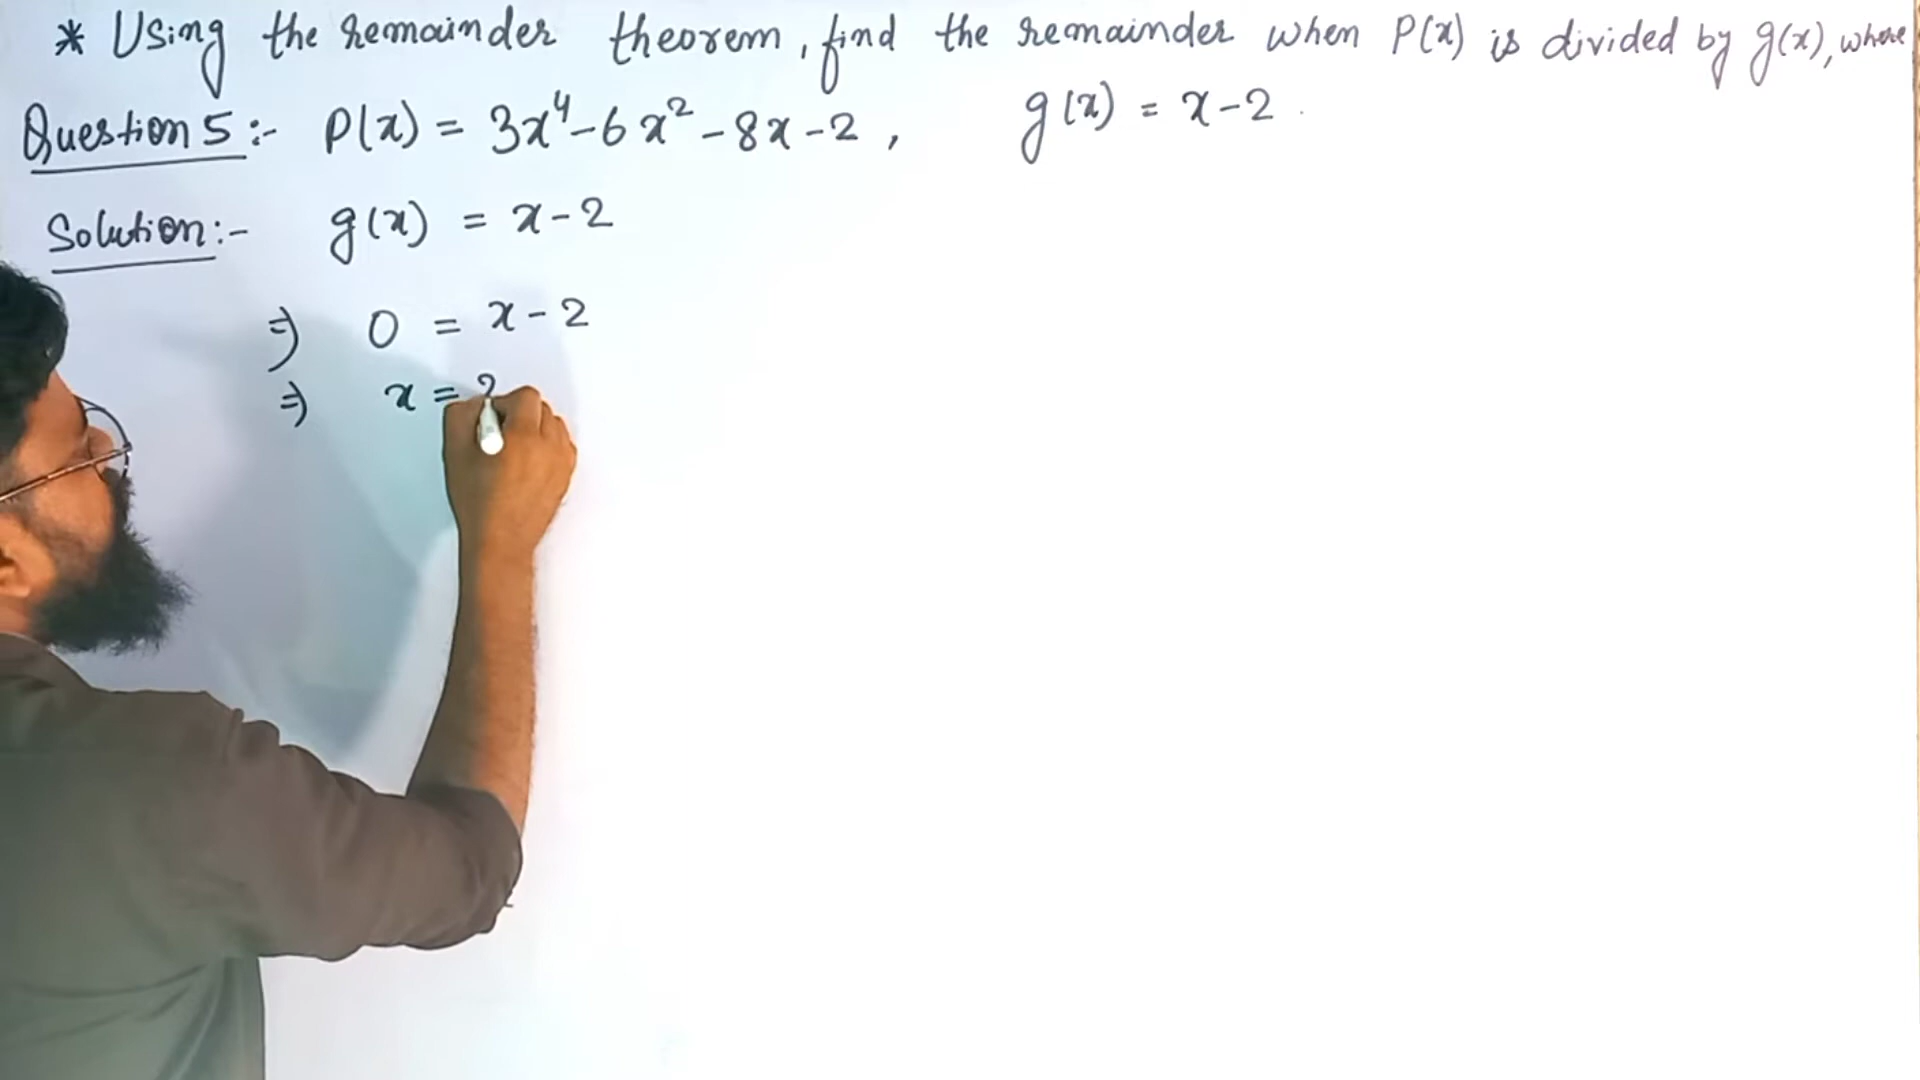 * Using the remainder theorem, find the remainder when P(x) is divided by g(x), where
Question 5:- P(x) = 3x⁴-6x²-8x-2, g(x) = x-2.
Solution:- g(x) = x-2
⇒ 0 = x-2
⇒ x = 2